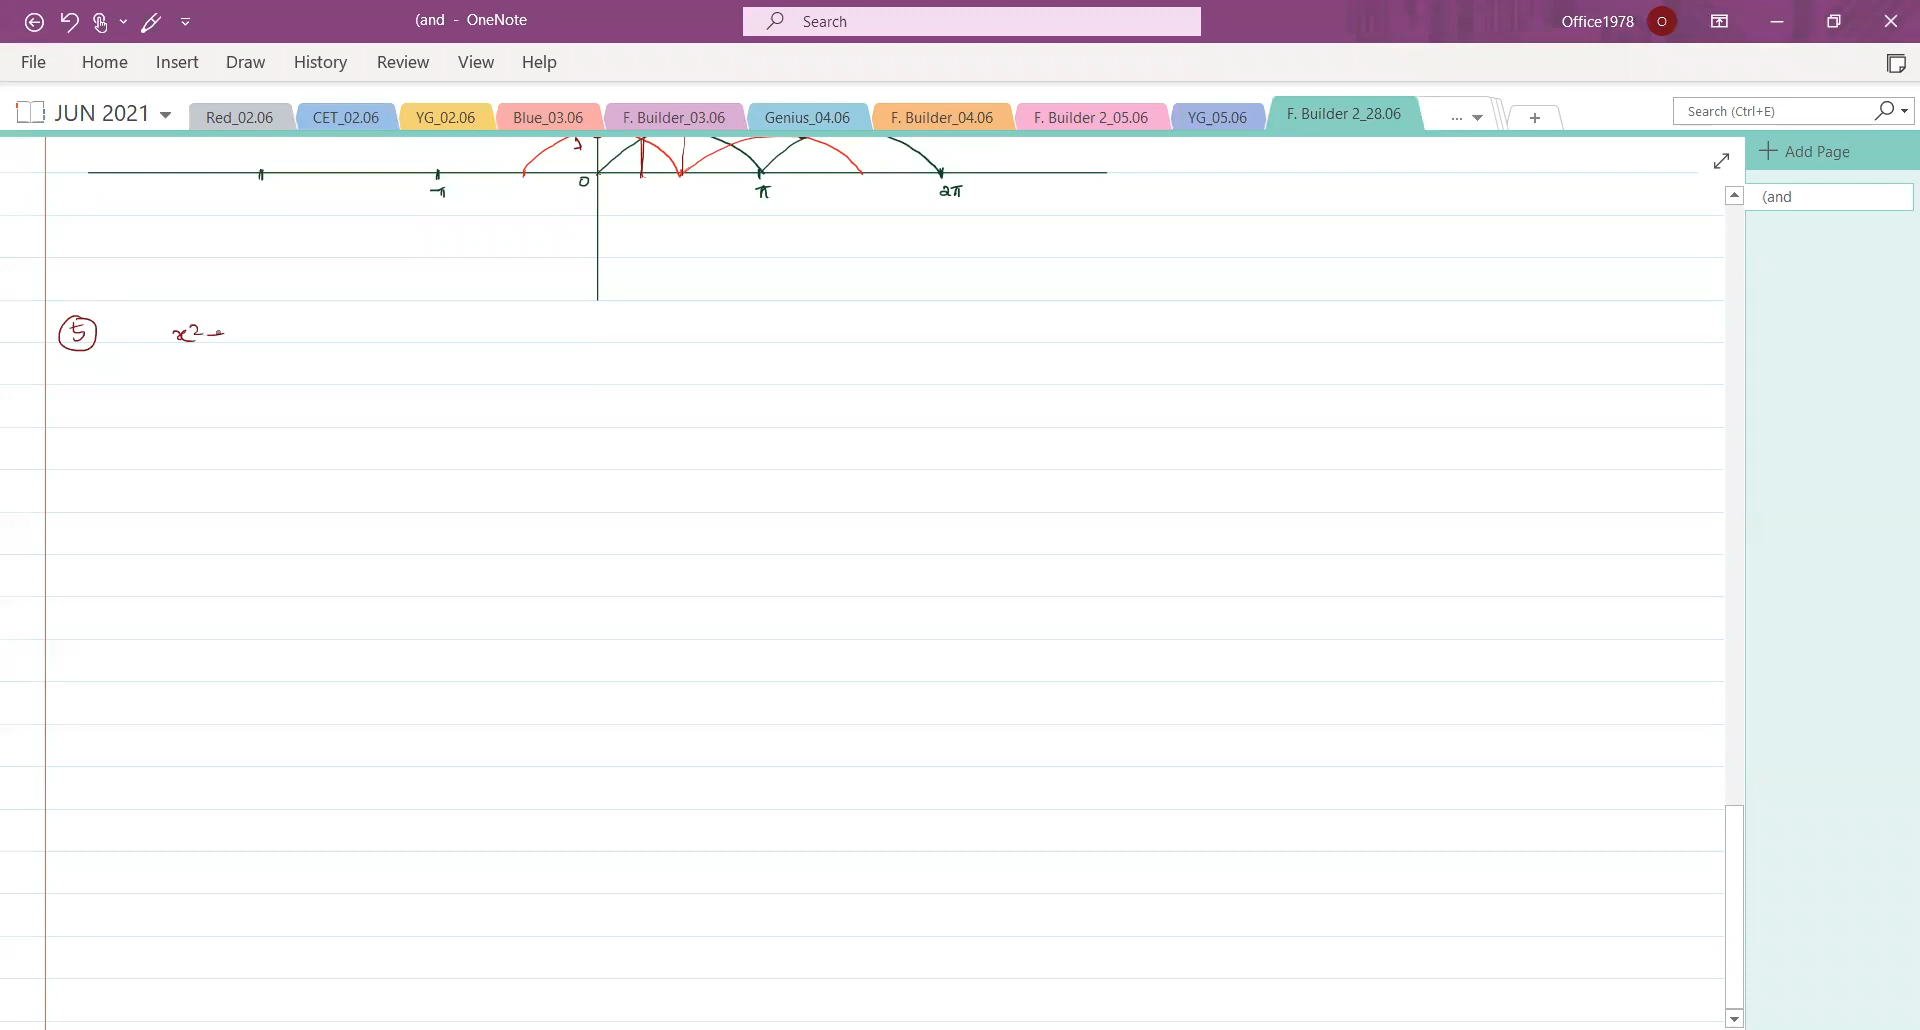 (and - OneNote
Search
Office1978
O
File Home Insert Draw History Review View Help
JUN 2021
Red_02.06 CET_02.06 YG_02.06 Blue_03.06 F. Builder_03.06 Genius_04.06 F. Builder_04.06 F. Builder 2_05.06 YG_05.06 F. Builder 2_28.06 ...
Search (Ctrl+E)
Add Page
(and
0 π 2π
-π
5 x² -